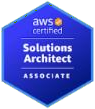 aws
certified
Solutions
Architect
ASSOCIATE